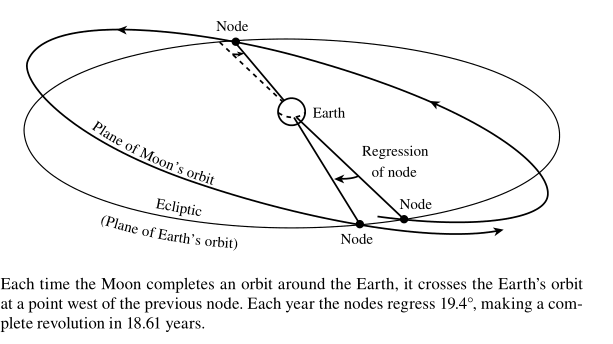 Node
Earth
Plane of Moon's orbit
Regression
of node
Node
Ecliptic
(Plane of Earth's orbit)
Node
Each time the Moon completes an orbit around the Earth, it crosses the Earth's orbit
at a point west of the previous node. Each year the nodes regress 19.4°, making a com-
plete revolution in 18.61 years.